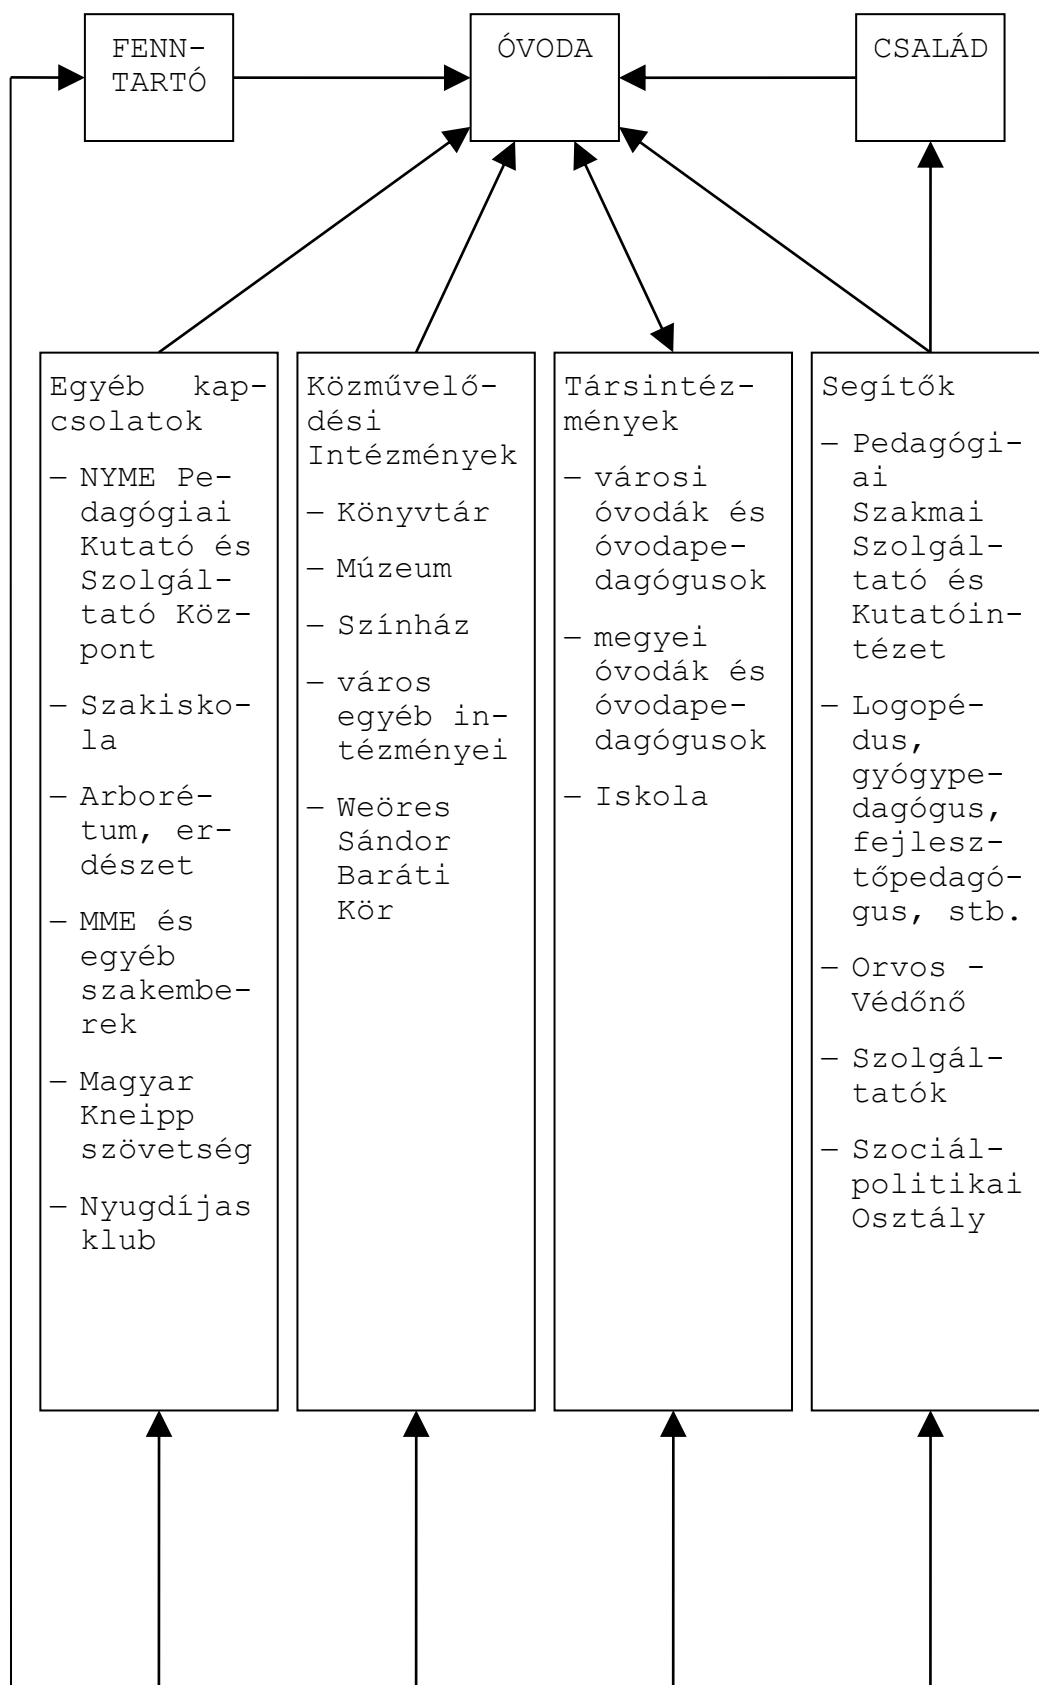 FENN-
TARTÓ
ÓVODA
CSALÁD
Egyéb kap-
csolatok
– NYME Pe-
dagógiai
Kutató és
Szolgál-
tató Köz-
pont
– Szakisko-
la
– Arboré-
tum, er-
dészet
– MME és
egyéb
szakembe-
rek
– Magyar
Kneipp
szövetség
– Nyugdíjas
klub
Közművelő-
dési
Intézmények
– Könyvtár
– Múzeum
– Színház
– város
egyéb in-
tézményei
– Weöres
Sándor
Baráti
Kör
Társintéz-
mények
– városi
óvodák és
óvodape-
dagógusok
– megyei
óvodák és
óvodape-
dagógusok
– Iskola
Segítők
– Pedagógi-
ai
Szakmai
Szolgál-
tató és
Kutatóin-
tézet
– Logopé-
dus,
gyógype-
dagógus,
fejlesz-
tőpedagó-
gus, stb.
– Orvos -
Védőnő
– Szolgál-
tatók
– Szociál-
politikai
Osztály